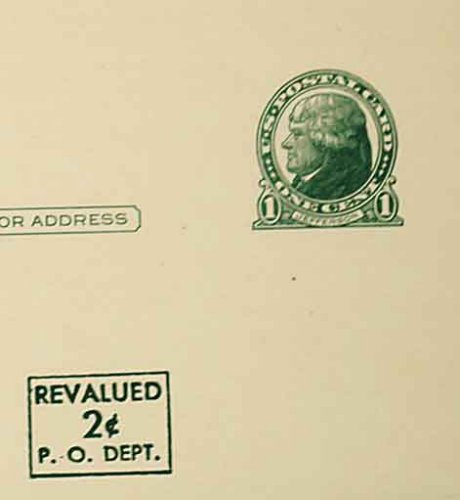 U.S. POSTAL CARD
ONE CENT
1 JEFFERSON 1
OR ADDRESS
REVALUED
2¢
P. O. DEPT.